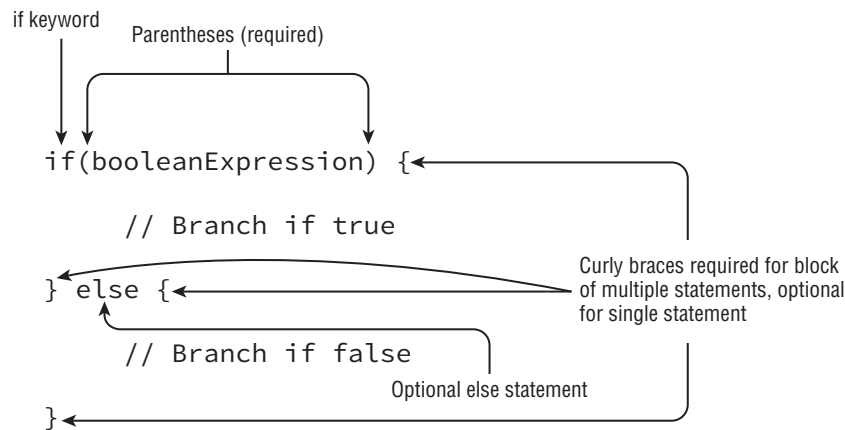 if keyword
Parentheses (required)
if(booleanExpression) {
// Branch if true
Curly braces required for block
of multiple statements, optional
for single statement
} else {
// Branch if false
Optional else statement
}